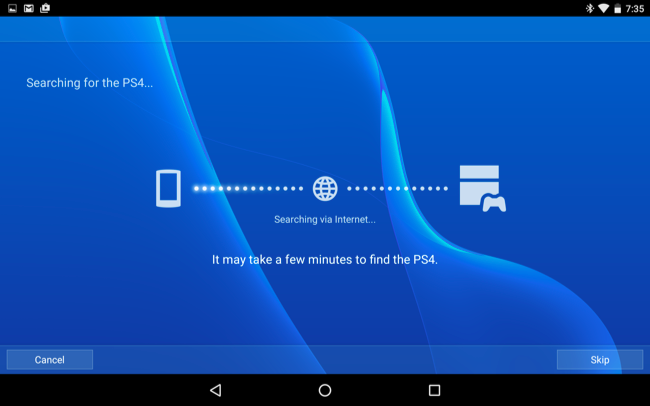 7:35
Searching for the PS4...
Searching via Internet...
It may take a few minutes to find the PS4.
Cancel
Skip